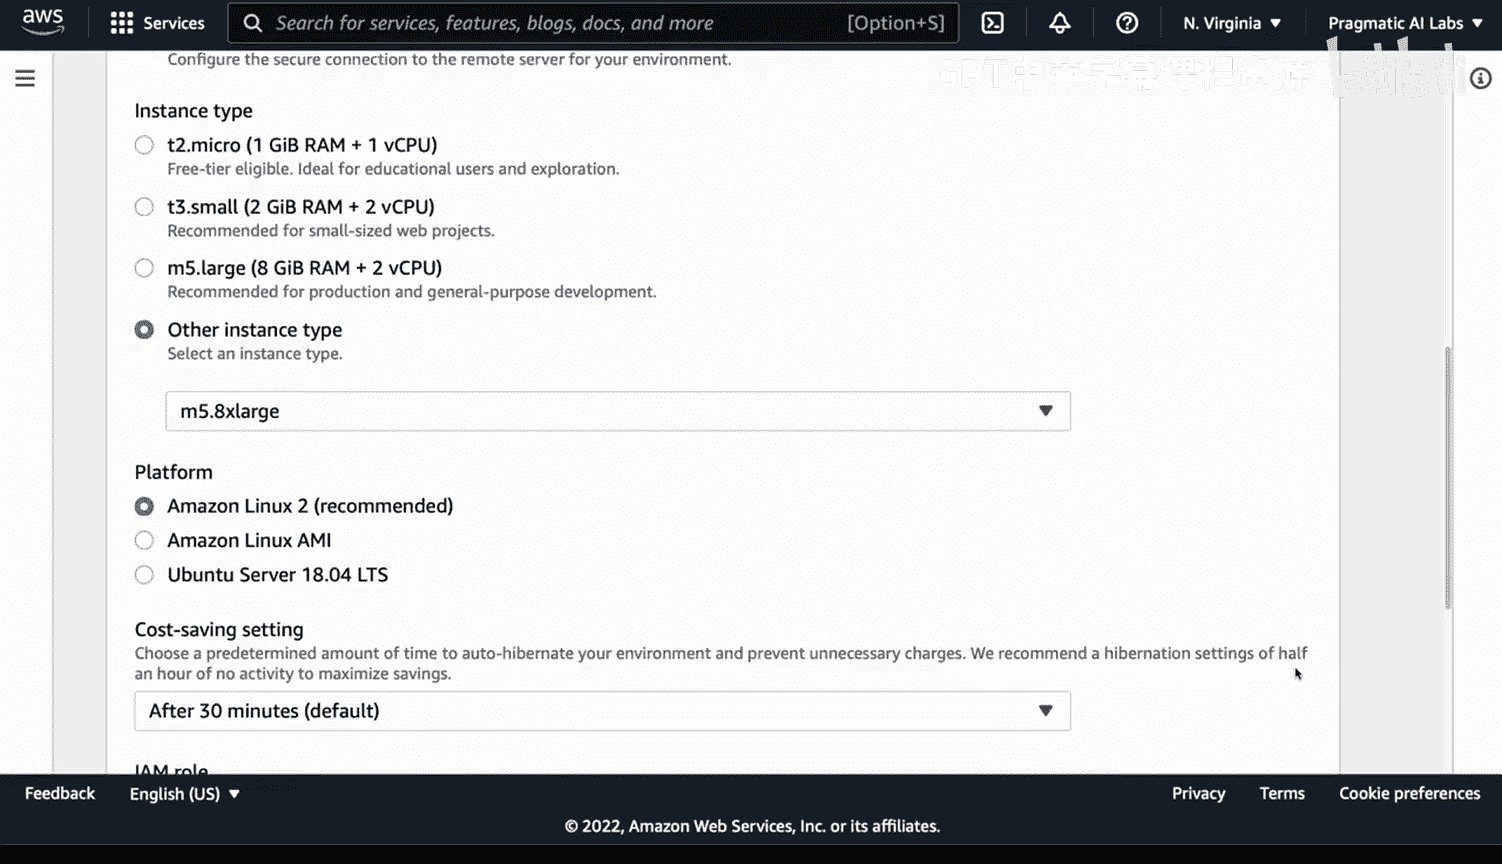 aws
Services
Search for services, features, blogs, docs, and more
[Option+S]
N. Virginia
Pragmatic AI Labs
Configure the secure connection to the remote server for your environment.
Instance type
t2.micro (1 GiB RAM + 1 vCPU)
Free-tier eligible. Ideal for educational users and exploration.
t3.small (2 GiB RAM + 2 vCPU)
Recommended for small-sized web projects.
m5.large (8 GiB RAM + 2 vCPU)
Recommended for production and general-purpose development.
Other instance type
Select an instance type.
m5.8xlarge
Platform
Amazon Linux 2 (recommended)
Amazon Linux AMI
Ubuntu Server 18.04 LTS
Cost-saving setting
Choose a predetermined amount of time to auto-hibernate your environment and prevent unnecessary charges. We recommend a hibernation settings of half
an hour of no activity to maximize savings.
After 30 minutes (default)
IAM role
Feedback
English (US)
Privacy
Terms
Cookie preferences
© 2022, Amazon Web Services, Inc. or its affiliates.